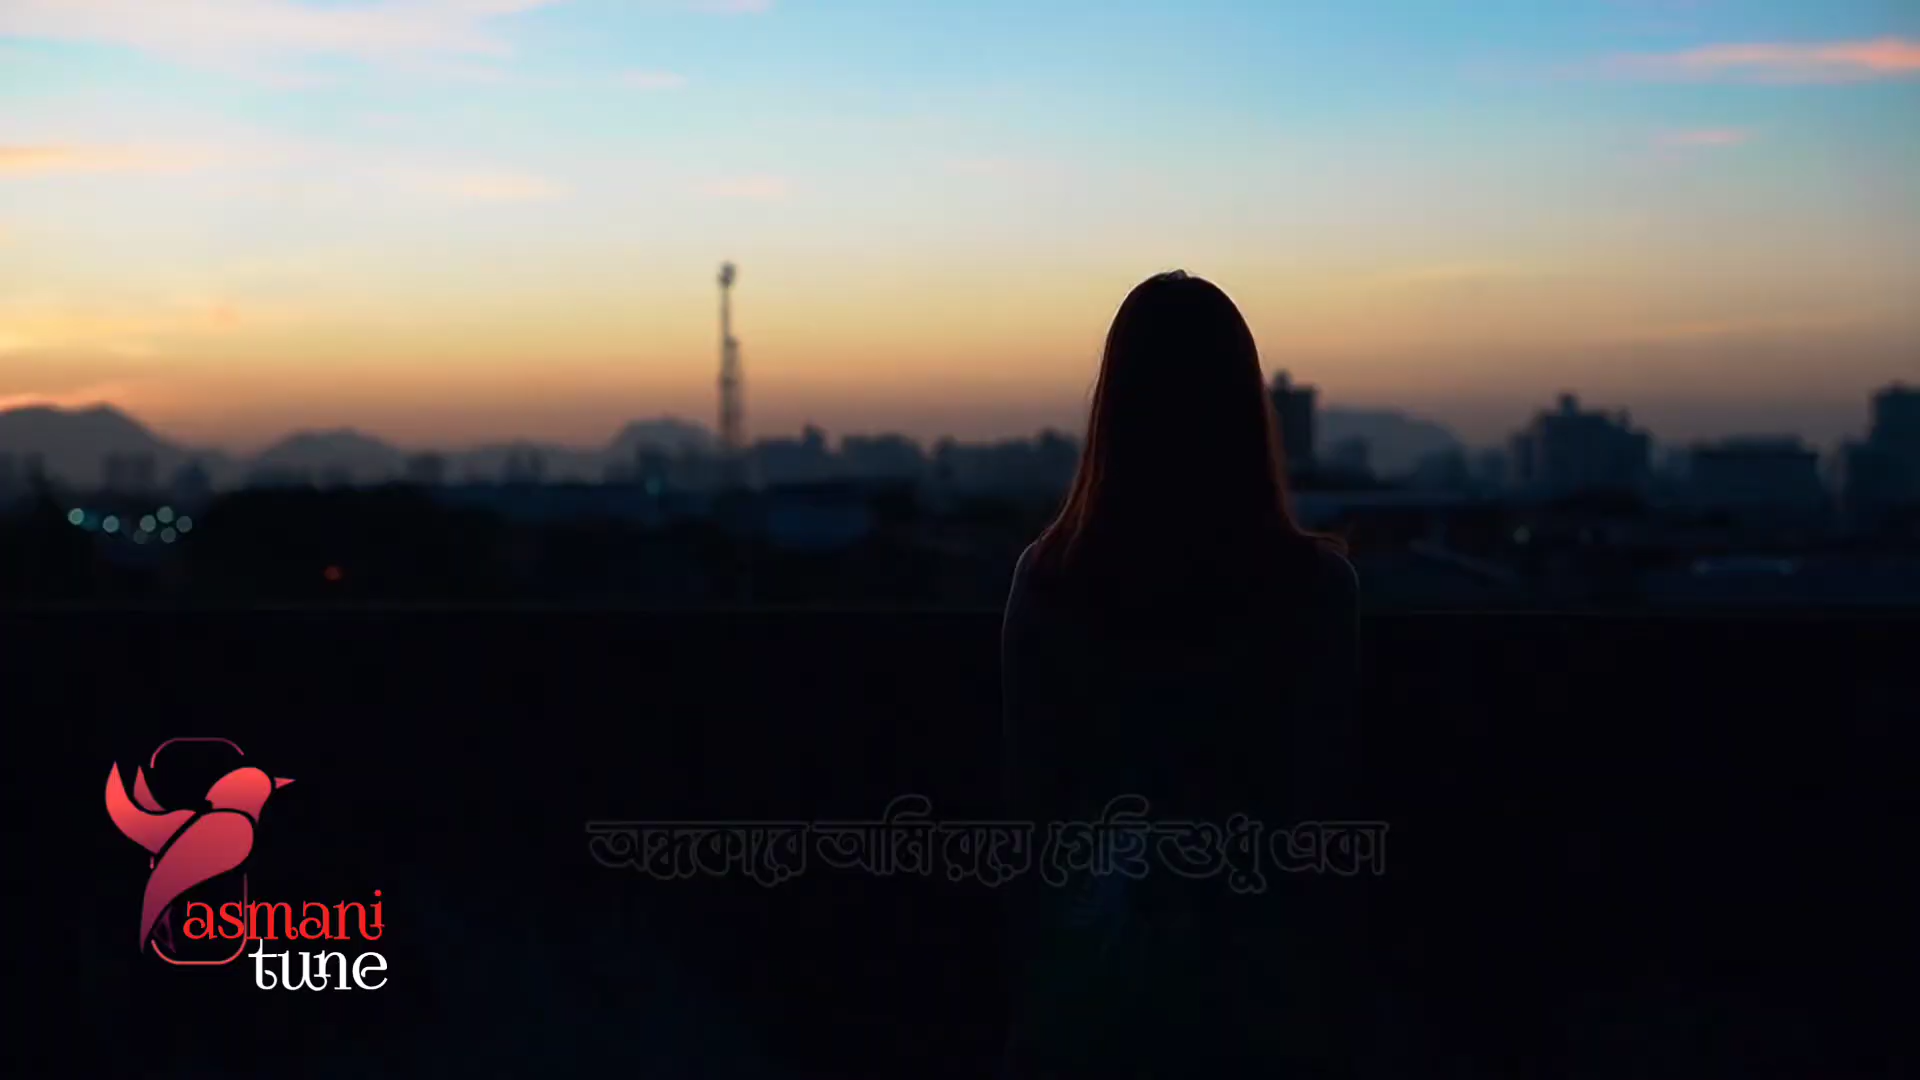 অন্ধকারে আমি রয়ে গেছি শুধু একা
asmani
tune